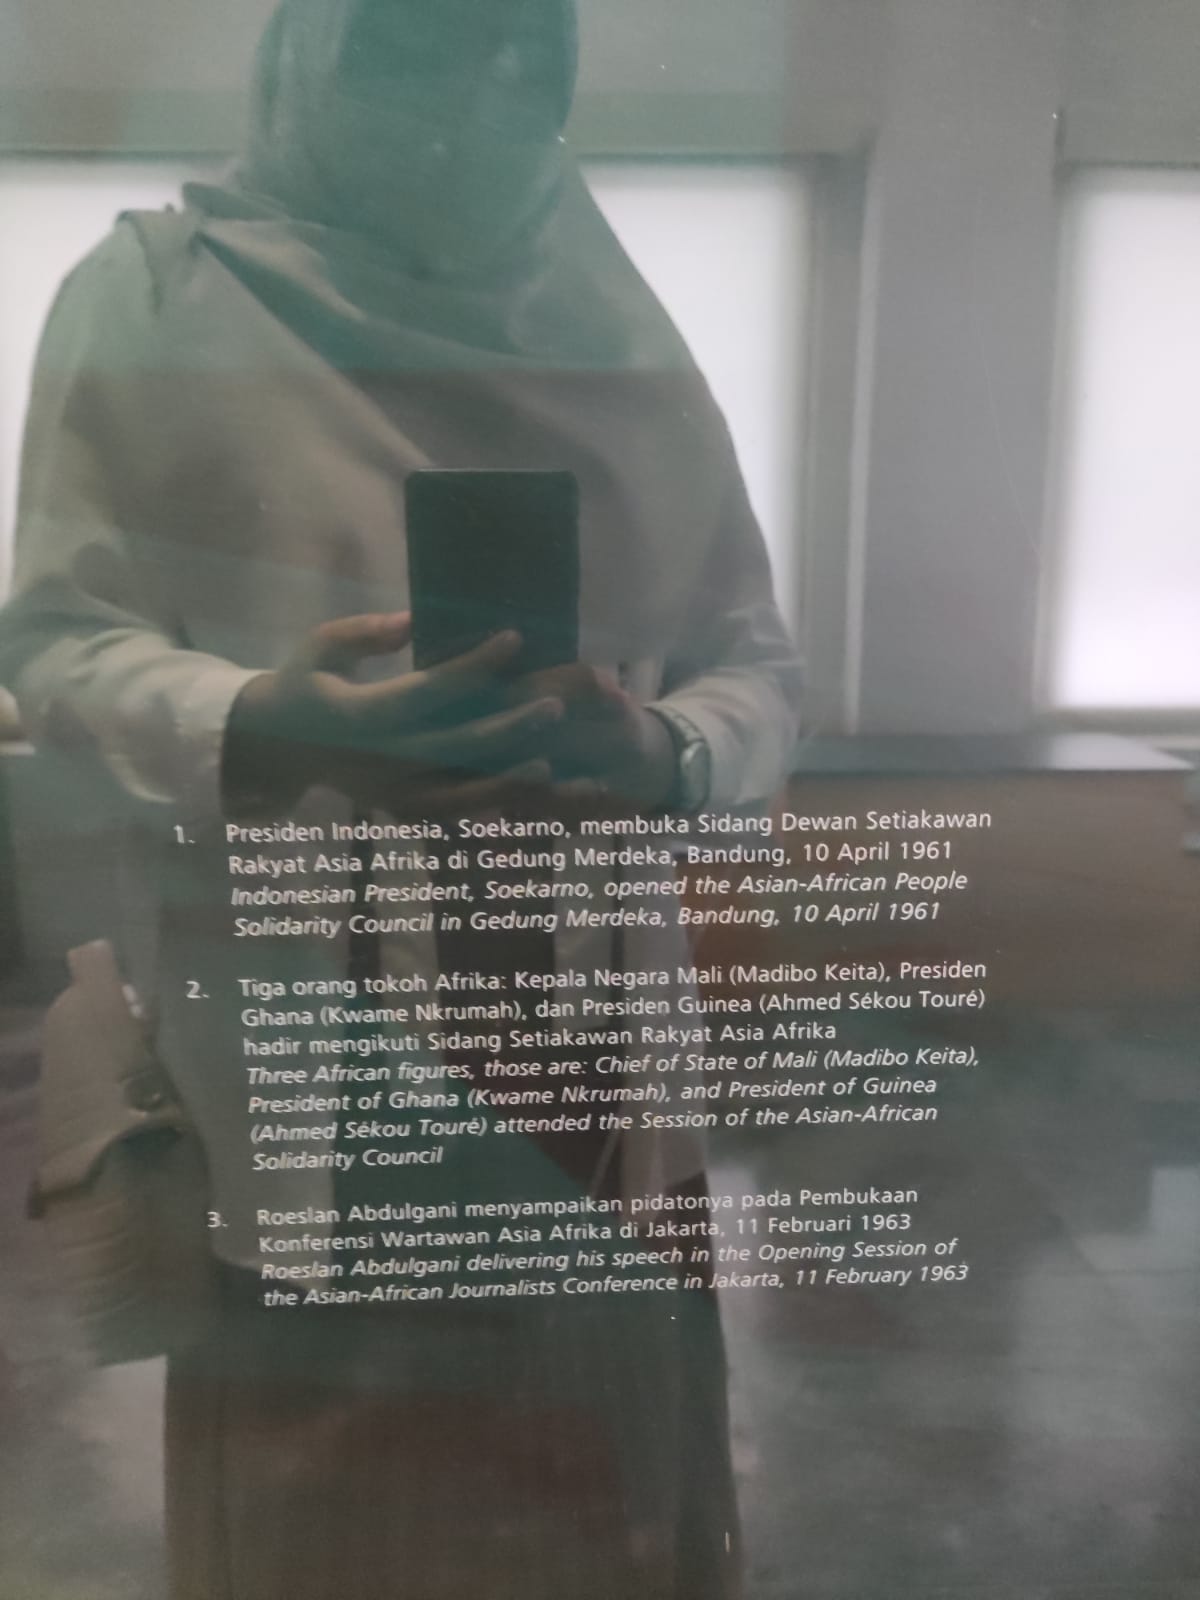 1. Presiden Indonesia, Soekarno, membuka Sidang Dewan Setiakawan
Rakyat Asia Afrika di Gedung Merdeka, Bandung, 10 April 1961
Indonesian President, Soekarno, opened the Asian-African People
Solidarity Council in Gedung Merdeka, Bandung, 10 April 1961
2. Tiga orang tokoh Afrika: Kepala Negara Mali (Madibo Keita), Presiden
Ghana (Kwame Nkrumah), dan Presiden Guinea (Ahmed Sékou Touré)
hadir mengikuti Sidang Setiakawan Rakyat Asia Afrika
Three African figures, those are: Chief of State of Mali (Madibo Keita),
President of Ghana (Kwame Nkrumah), and President of Guinea
(Ahmed Sékou Touré) attended the Session of the Asian-African
Solidarity Council
3. Roeslan Abdulgani menyampaikan pidatonya pada Pembukaan
Konferensi Wartawan Asia Afrika di Jakarta, 11 Februari 1963
Roeslan Abdulgani delivering his speech in the Opening Session of
the Asian-African Journalists Conference in Jakarta, 11 February 1963